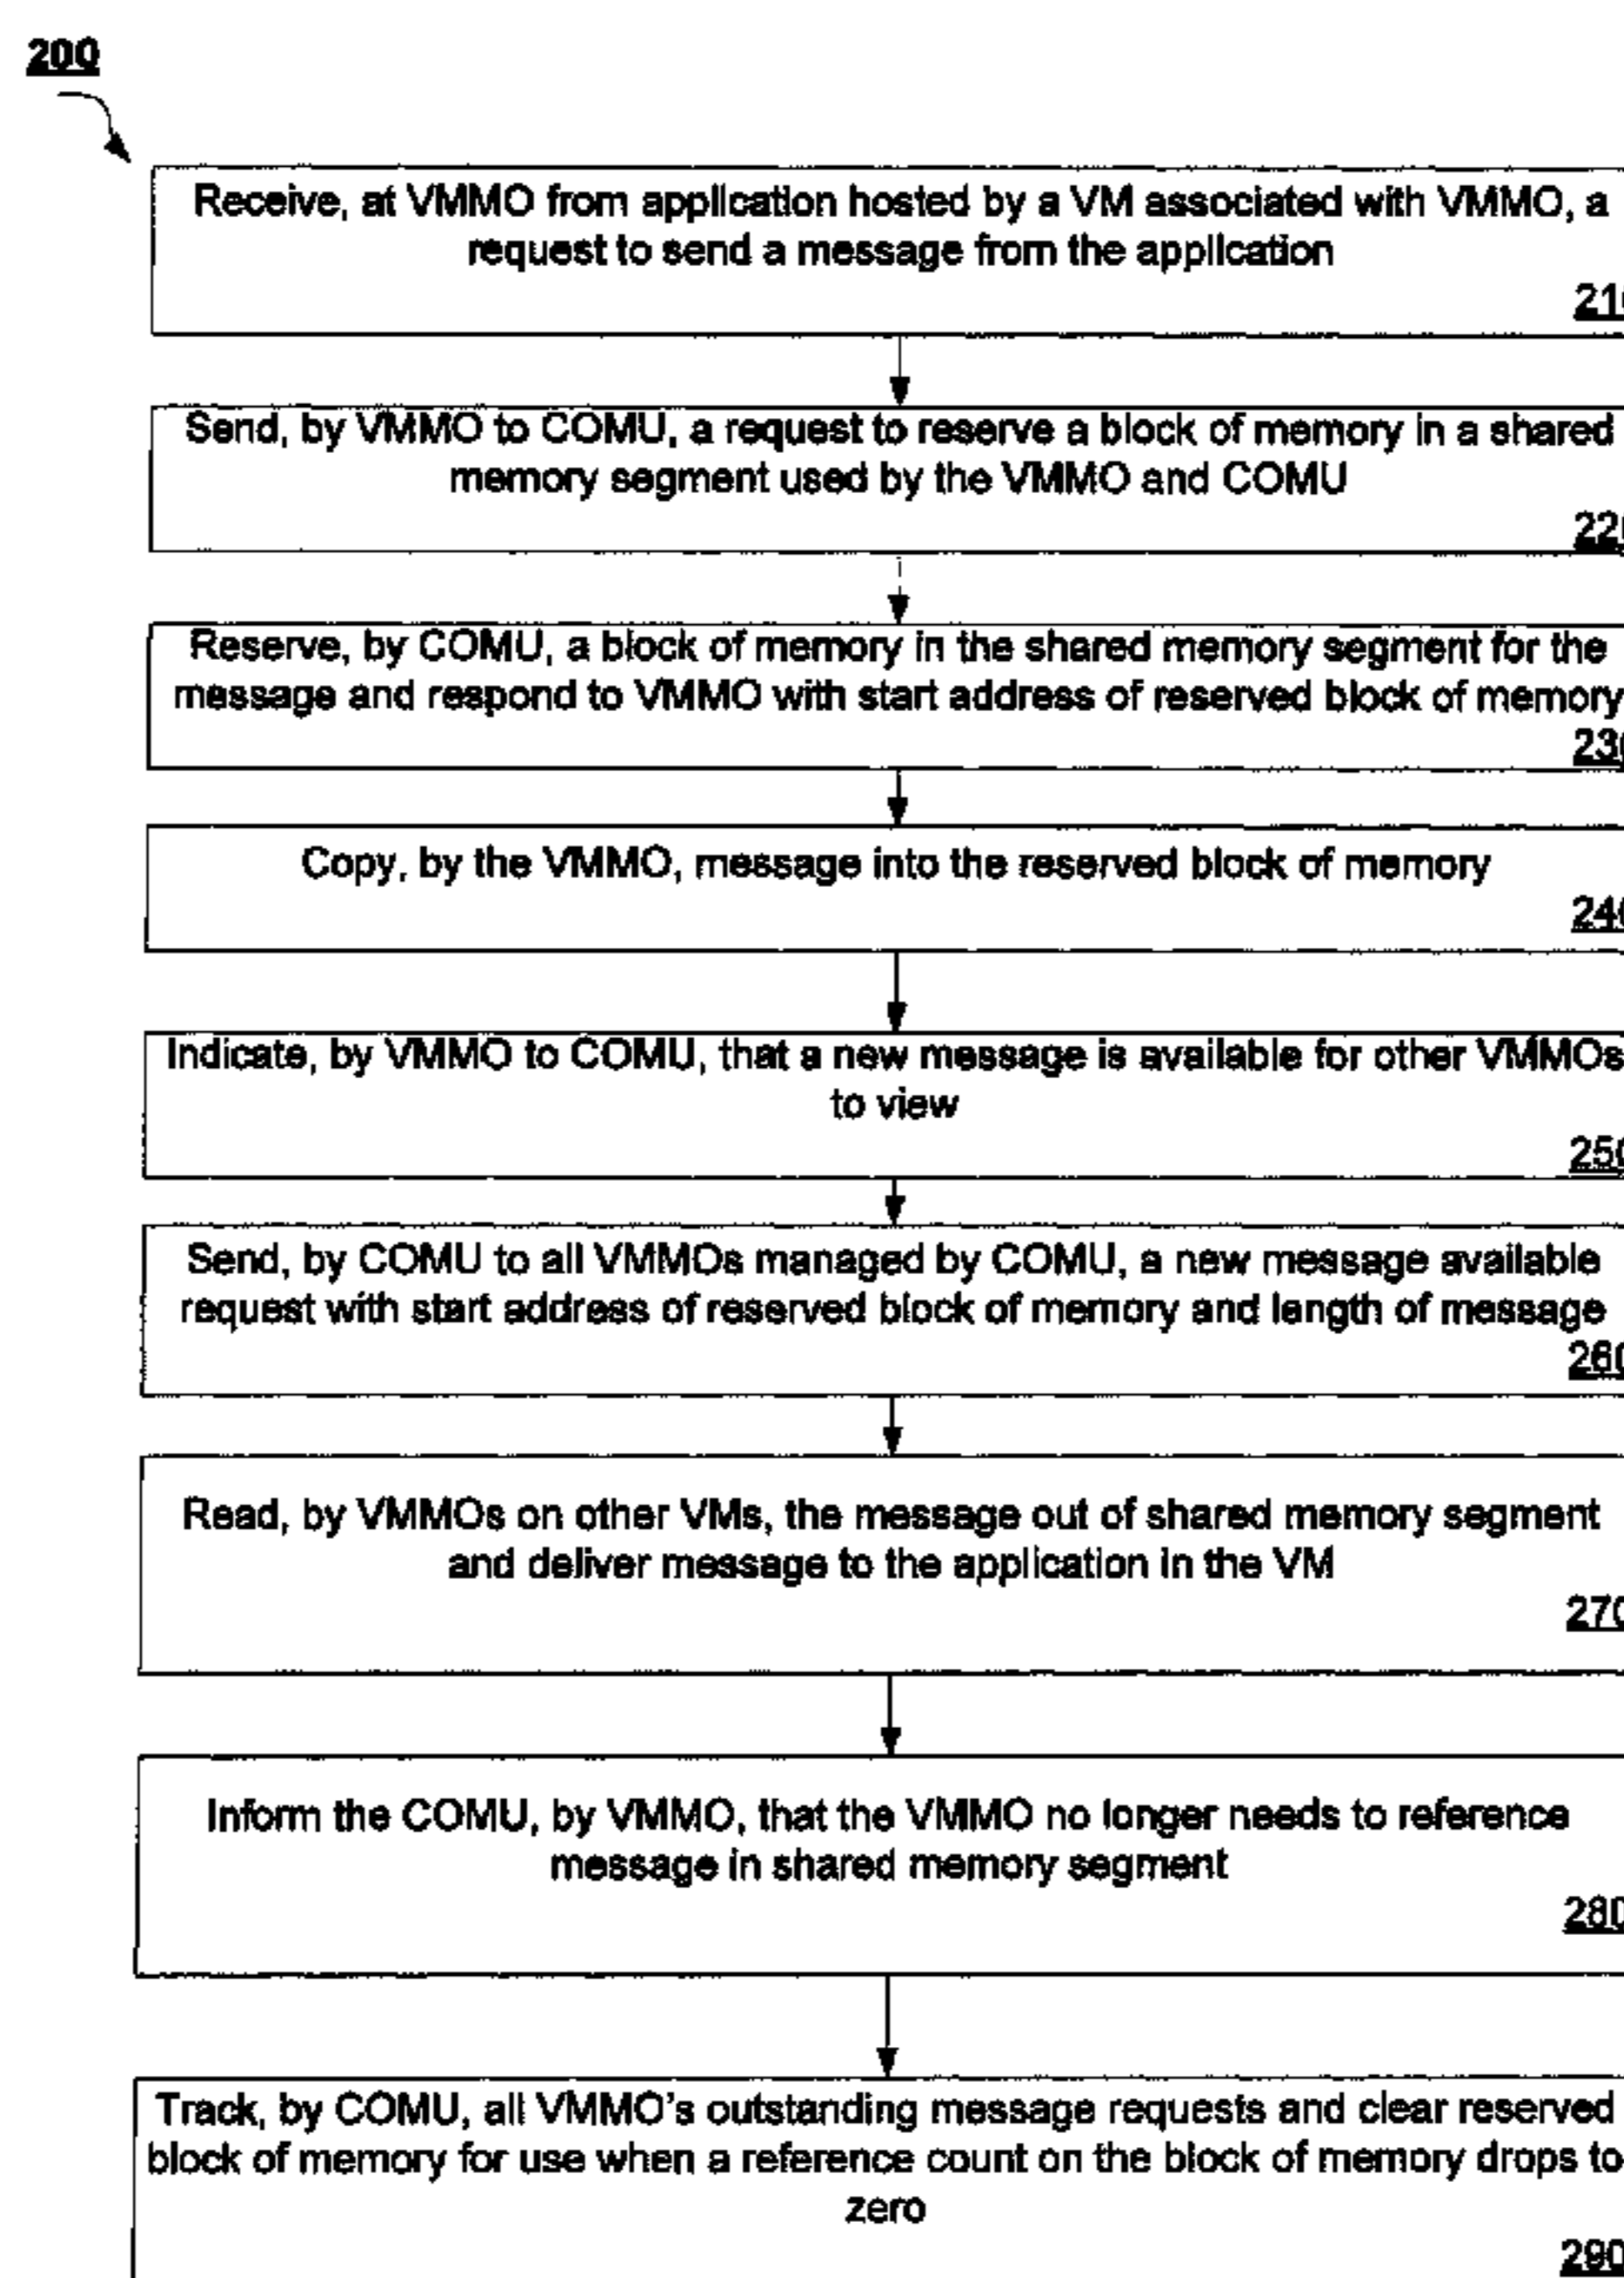 200
Receive, at VMMO from application hosted by a VM associated with VMMO, a
request to send a message from the application
210
Send, by VMMO to COMU, a request to reserve a block of memory in a shared
memory segment used by the VMMO and COMU
220
Reserve, by COMU, a block of memory in the shared memory segment for the
message and respond to VMMO with start address of reserved block of memory
230
Copy, by the VMMO, message into the reserved block of memory
240
Indicate, by VMMO to COMU, that a new message is available for other VMMOs
to view
250
Send, by COMU to all VMMOs managed by COMU, a new message available
request with start address of reserved block of memory and length of message
260
Read, by VMMOs on other VMs, the message out of shared memory segment
and deliver message to the application in the VM
270
Inform the COMU, by VMMO, that the VMMO no longer needs to reference
message in shared memory segment
280
Track, by COMU, all VMMO's outstanding message requests and clear reserved
block of memory for use when a reference count on the block of memory drops to
zero
290